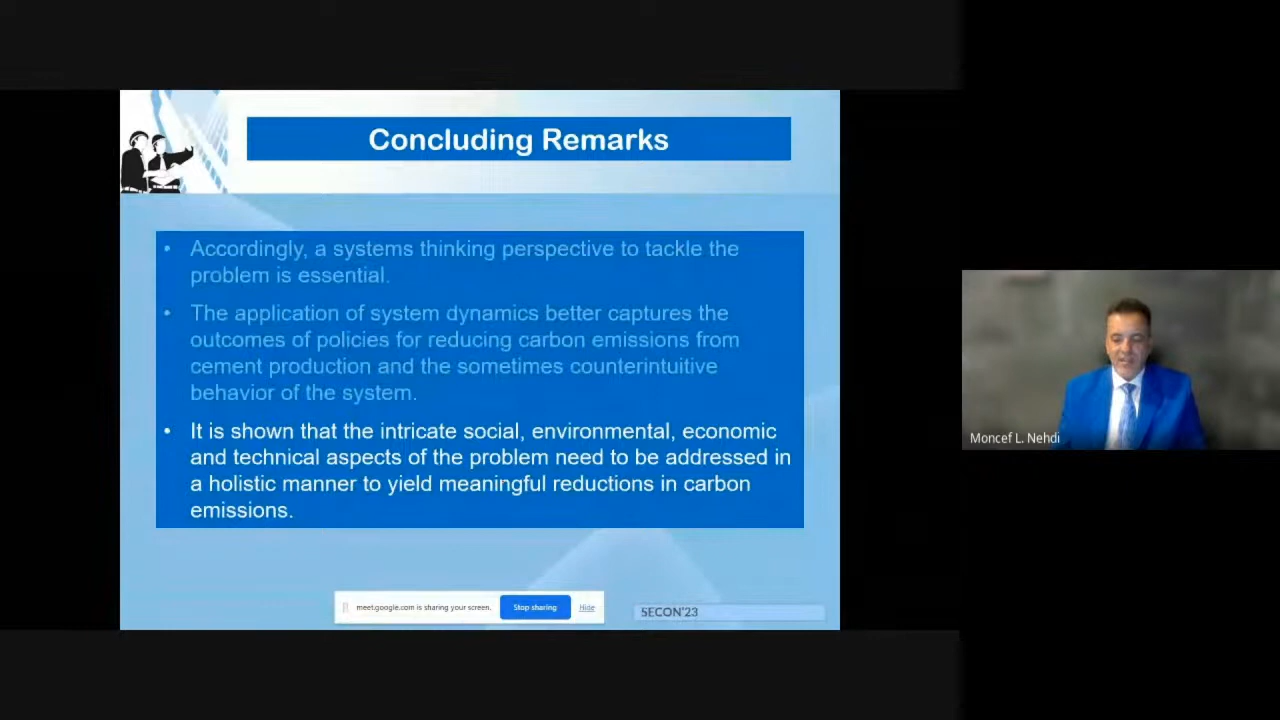 Concluding Remarks
• Accordingly, a systems thinking perspective to tackle the
problem is essential.
• The application of system dynamics better captures the
outcomes of policies for reducing carbon emissions from
cement production and the sometimes counterintuitive
behavior of the system.
• It is shown that the intricate social, environmental, economic
and technical aspects of the problem need to be addressed in
a holistic manner to yield meaningful reductions in carbon
emissions.
meet.google.com is sharing your screen. Stop sharing Hide
SECON'23
Moncef L. Nehdi